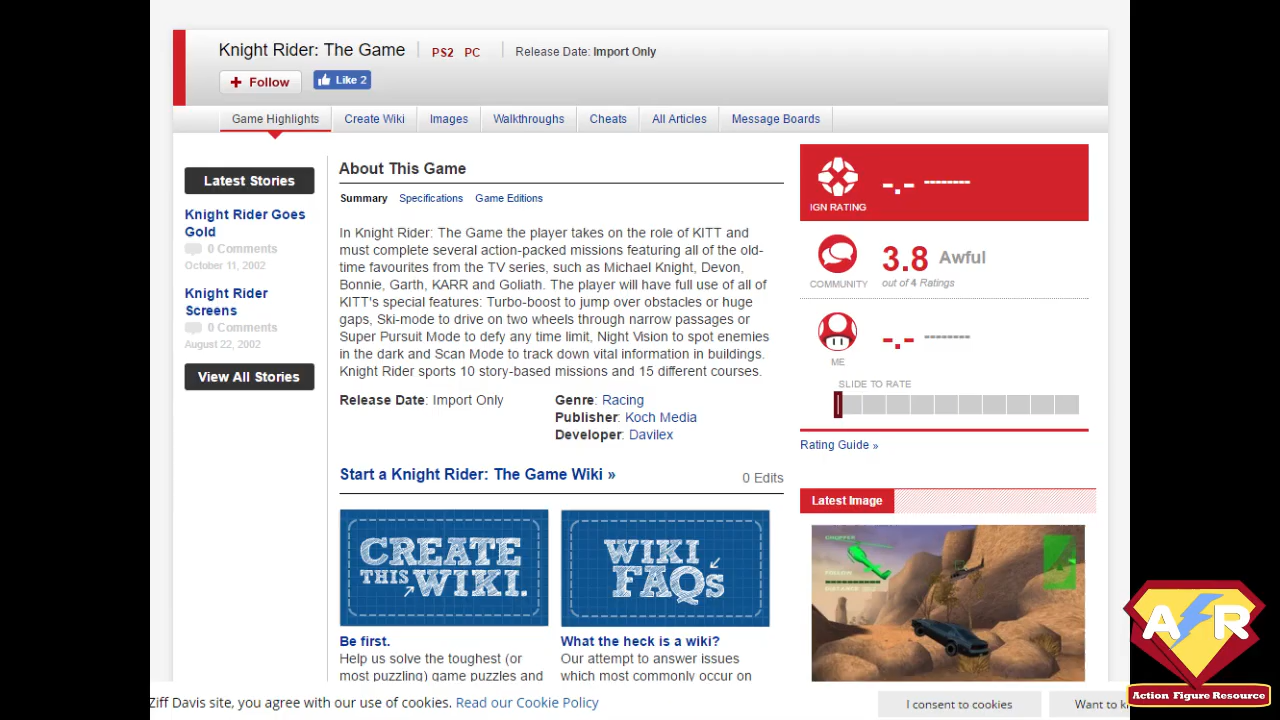 Knight Rider: The Game
PS2 PC
Release Date: Import Only
Follow
Like 2
Game Highlights
Create Wiki
Images
Walkthroughs
Cheats
All Articles
Message Boards
Latest Stories
Knight Rider Goes
Gold
0 Comments
October 11, 2002
Knight Rider
Screens
0 Comments
August 22, 2002
View All Stories
About This Game
Summary Specifications Game Editions
In Knight Rider: The Game the player takes on the role of KITT and
must complete several action-packed missions featuring all of the old-
time favourites from the TV series, such as Michael Knight, Devon,
Bonnie, Garth, KARR and Goliath. The player will have full use of all of
KITT's special features: Turbo-boost to jump over obstacles or huge
gaps, Ski-mode to drive on two wheels through narrow passages or
Super Pursuit Mode to defy any time limit, Night Vision to spot enemies
in the dark and Scan Mode to track down vital information in buildings.
Knight Rider sports 10 story-based missions and 15 different courses.
Release Date: Import Only
Genre: Racing
Publisher: Koch Media
Developer: Davilex
Start a Knight Rider: The Game Wiki »
0 Edits
CREATE
THIS WIKI.
Be first.
Help us solve the toughest (or
most puzzling) game puzzles and
WIKI
FAQs
What the heck is a wiki?
Our attempt to answer issues
which most commonly occur on
-.- --------
IGN RATING
3.8 Awful
COMMUNITY
out of 4 Ratings
-.- --------
ME
SLIDE TO RATE
Rating Guide »
Latest Image
CHOPPER
DISTANCE
Ziff Davis site, you agree with our use of cookies. Read our Cookie Policy
I consent to cookies
Want to k
A R
Action Figure Resource